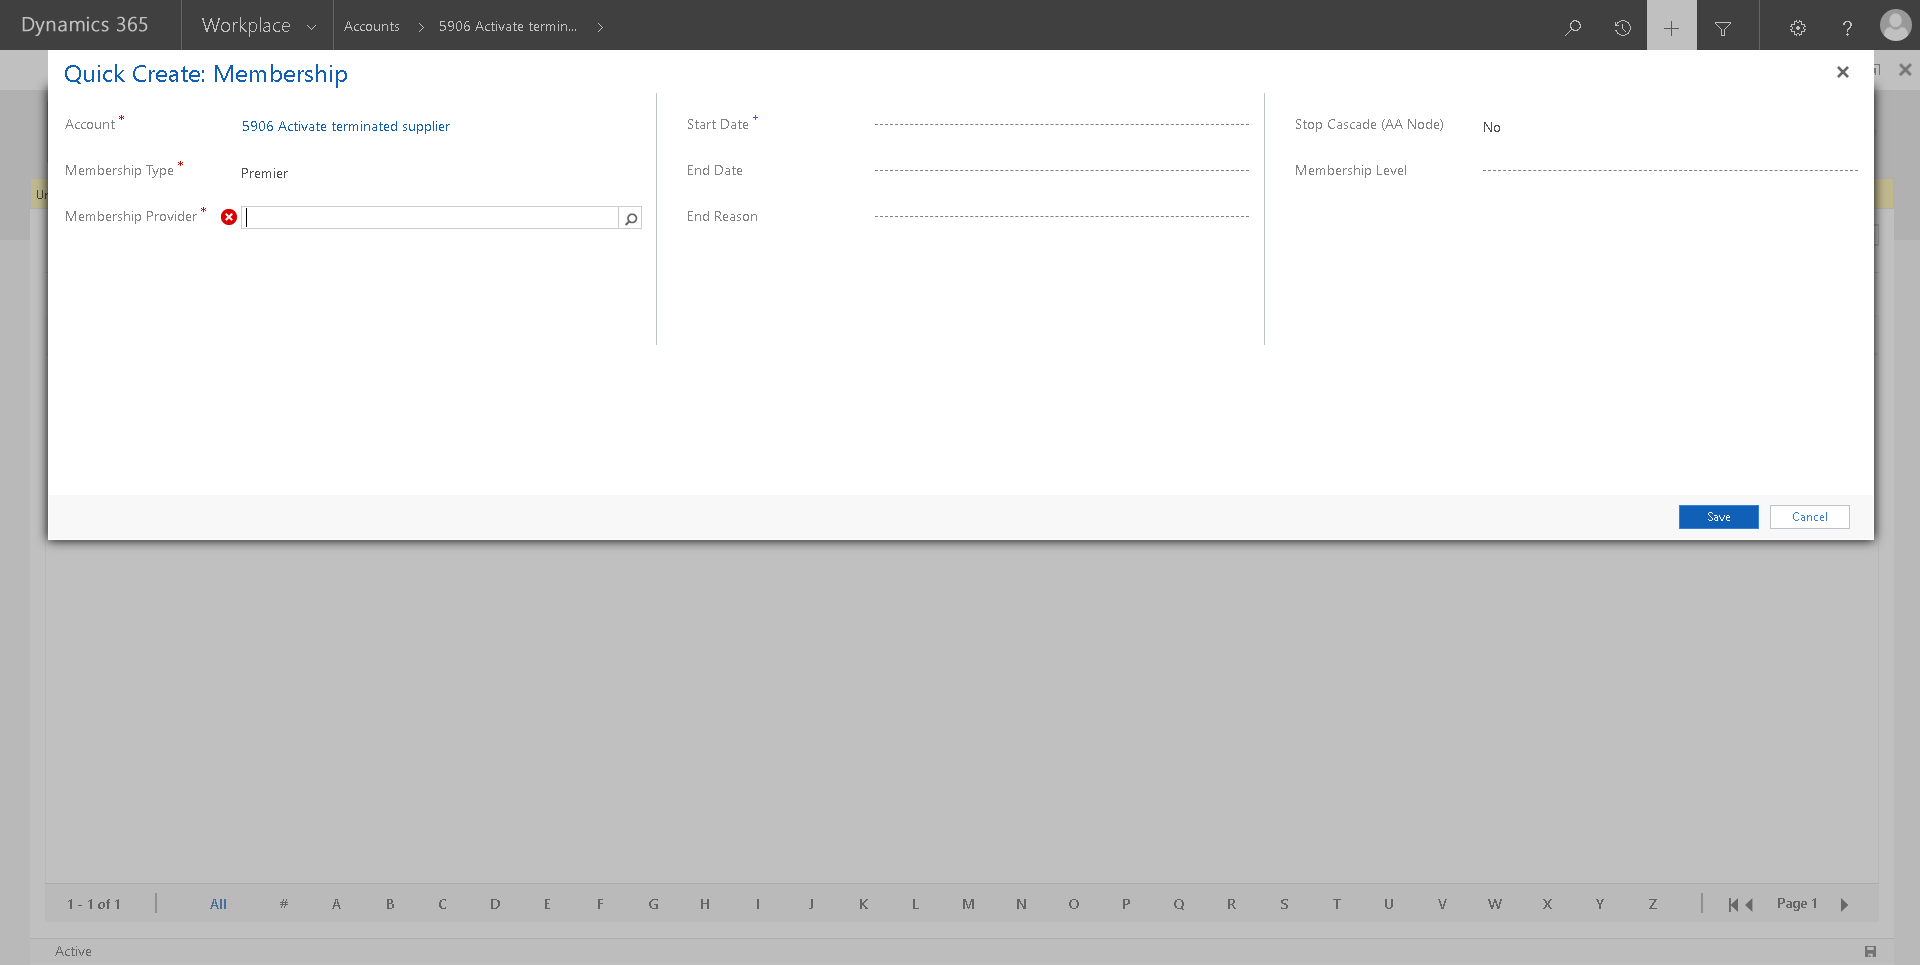 Dynamics 365 Workplace Accounts > 5906 Activate termin... >
Quick Create: Membership
Account * 5906 Activate terminated supplier
Membership Type * Premier
Membership Provider *
Start Date +
End Date
End Reason
Stop Cascade (AA Node) No
Membership Level
Save Cancel
1 - 1 of 1 All # A B C D E F G H I J K L M N O P Q R S T U V W X Y Z Page 1
Active